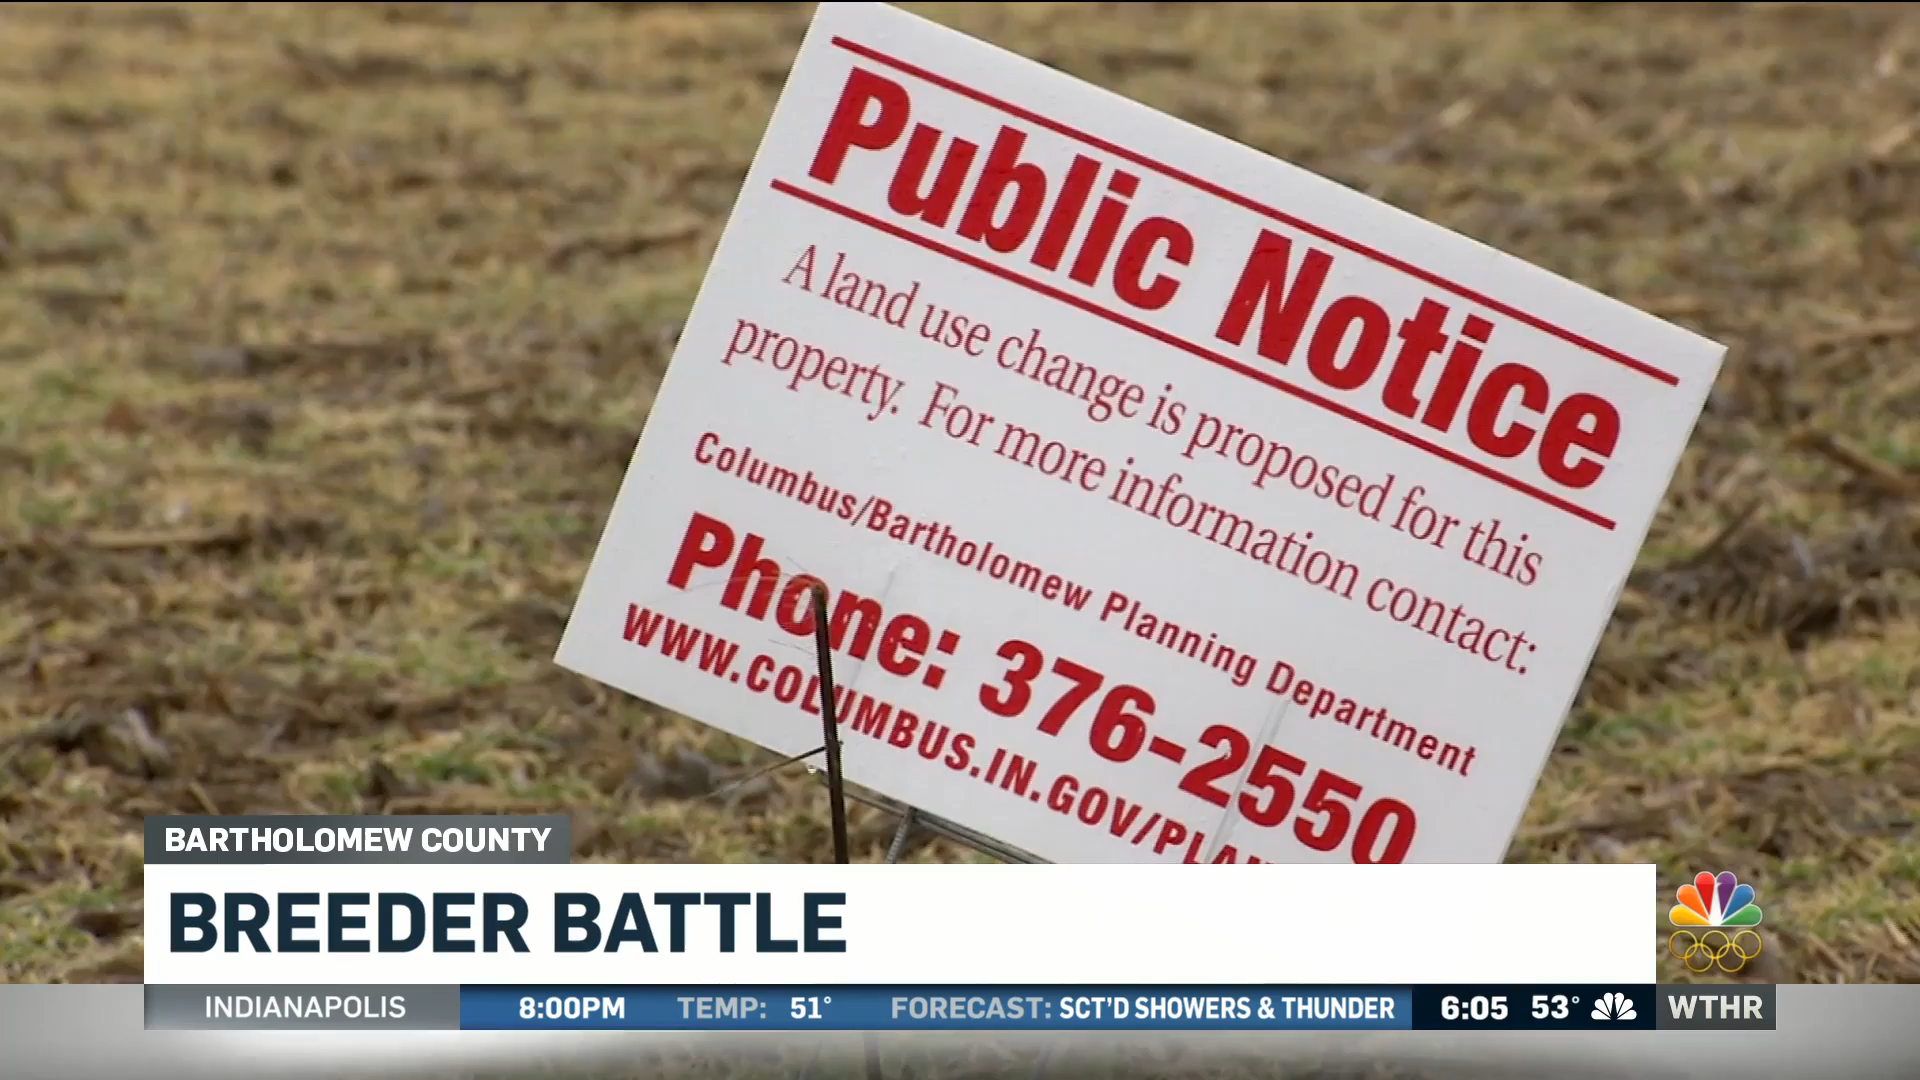 Public Notice
A land use change is proposed for this
property. For more information contact:
Columbus/Bartholomew Planning Department
Phone: 376-2550
WWW.COLUMBUS.IN.GOV/PLAN
BARTHOLOMEW COUNTY
BREEDER BATTLE
INDIANAPOLIS 8:00PM TEMP: 51° FORECAST: SCT'D SHOWERS & THUNDER 6:05 53° WTHR